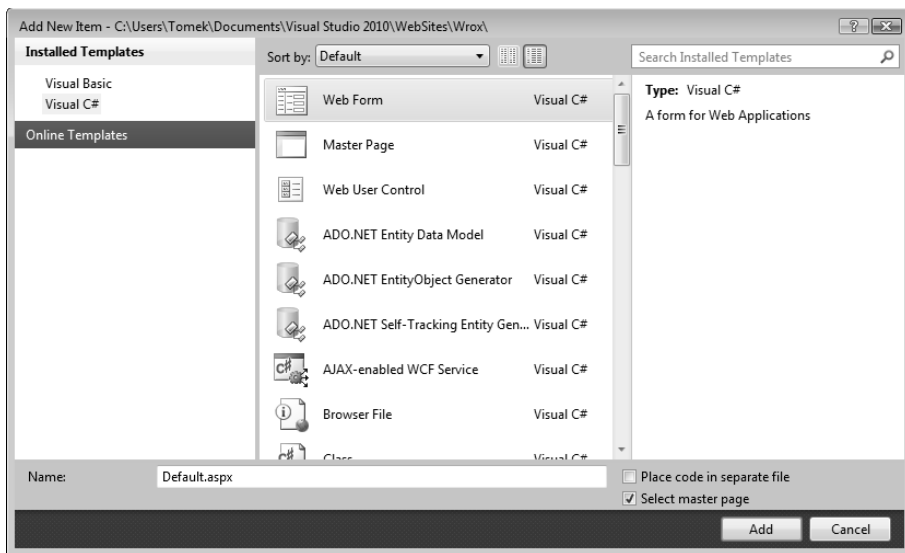 Add New Item - C:\Users\Tomek\Documents\Visual Studio 2010\WebSites\Wrox\
Installed Templates
Visual Basic
Visual C#
Online Templates
Sort by: Default
Web Form Visual C#
Master Page Visual C#
Web User Control Visual C#
ADO.NET Entity Data Model Visual C#
ADO.NET EntityObject Generator Visual C#
ADO.NET Self-Tracking Entity Gen... Visual C#
AJAX-enabled WCF Service Visual C#
Browser File Visual C#
Class Visual C#
Search Installed Templates
Type: Visual C#
A form for Web Applications
Name: Default.aspx
Place code in separate file
Select master page
Add Cancel